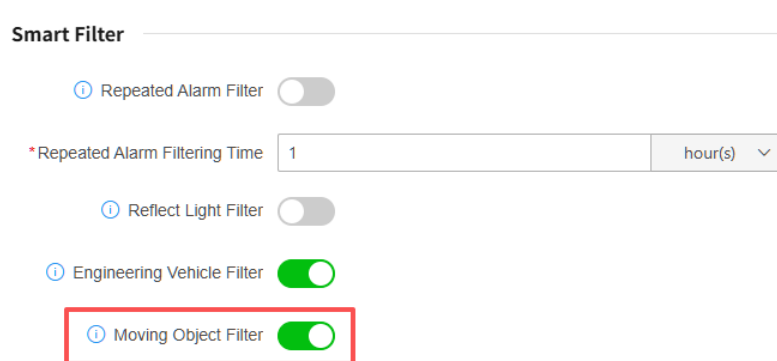 Smart Filter
Repeated Alarm Filter
*Repeated Alarm Filtering Time 1 hour(s)
Reflect Light Filter
Engineering Vehicle Filter
Moving Object Filter